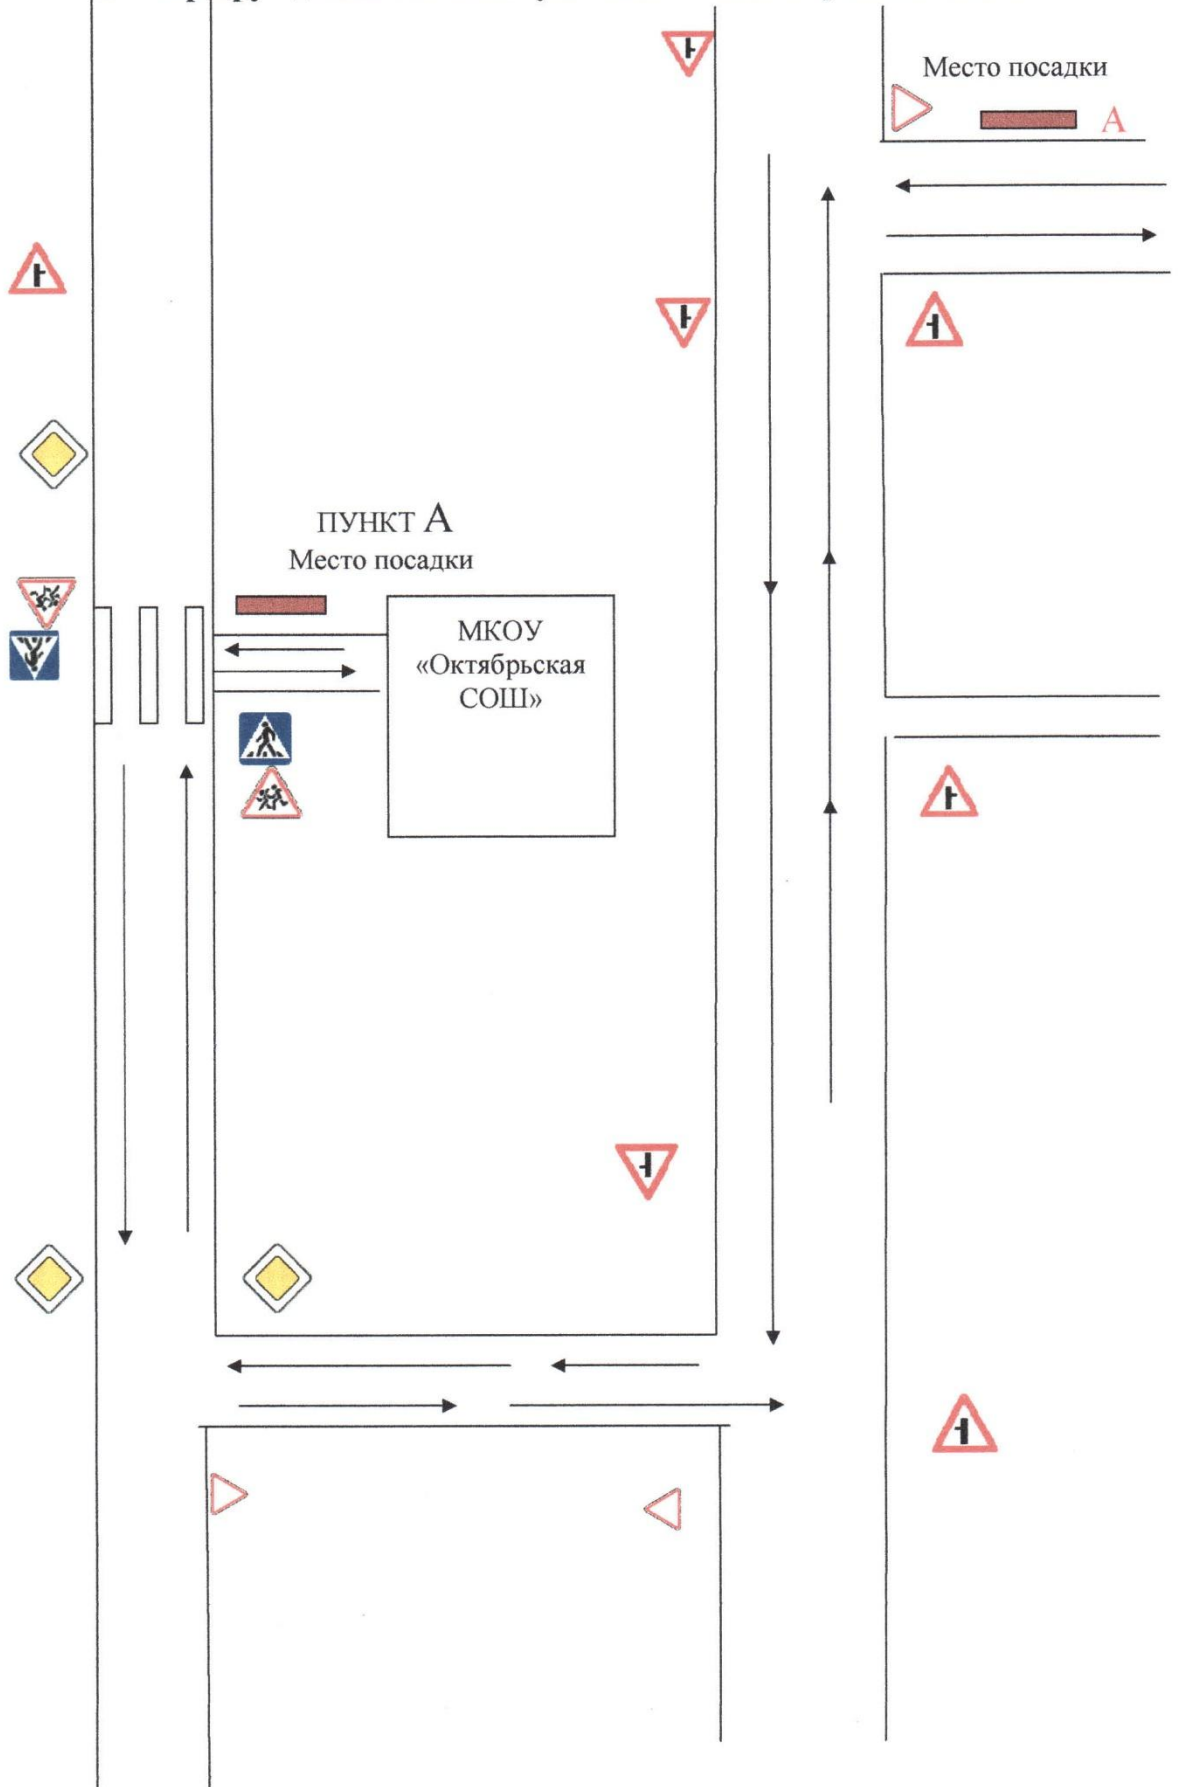 Место посадки
А
ПУНКТ А
Место посадки
МКОУ
«Октябрьская
СОШ»